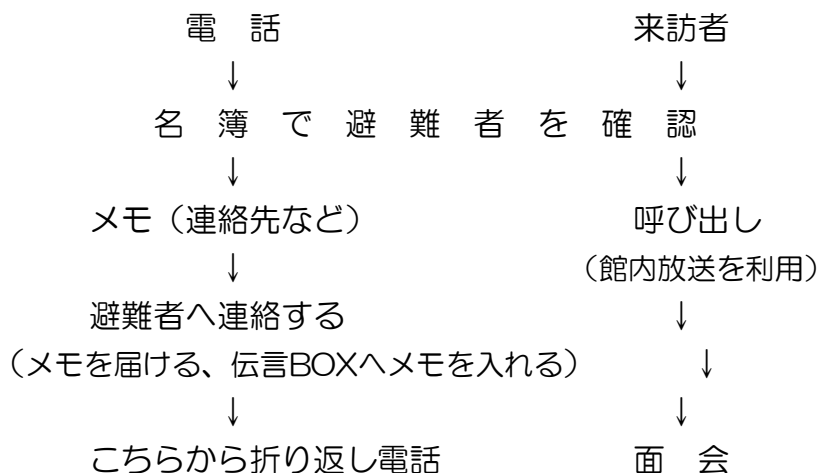 電　話　　　　来訪者
↓　　　　↓
名　簿　で　避　難　者　を　確　認
↓　　　　↓
メモ（連絡先など）　　　　呼び出し
↓　　　　（館内放送を利用）
避難者へ連絡する　　　　↓
（メモを届ける、伝言BOXへメモを入れる）　　　　↓
↓　　　　↓
こちらから折り返し電話　　　　面　会